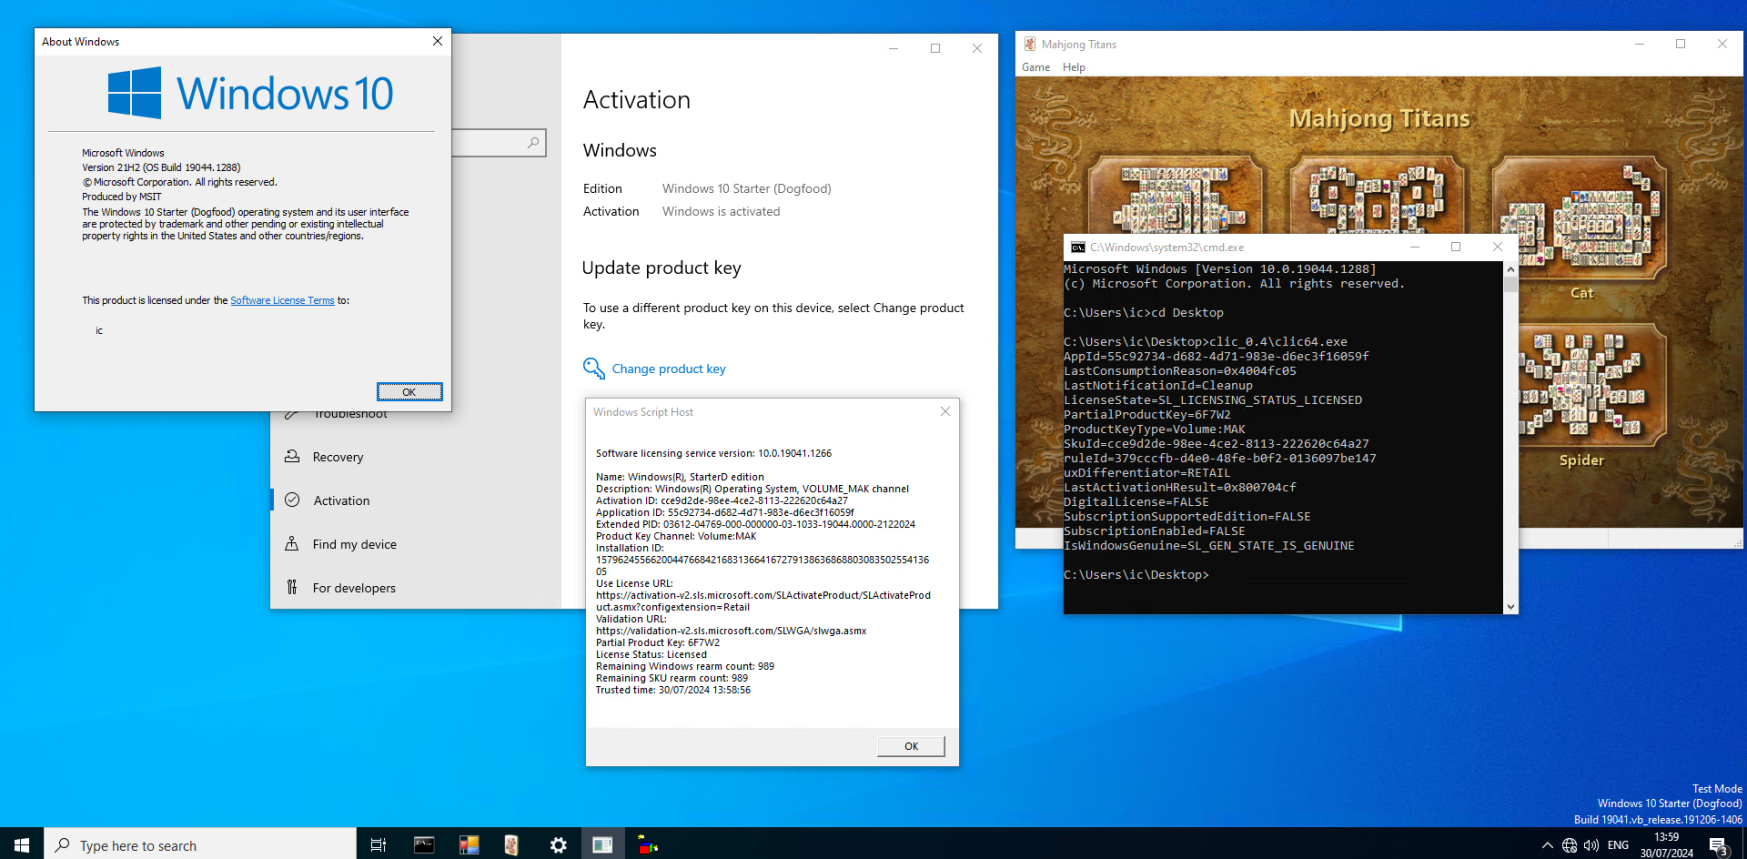 About Windows
Windows 10
Microsoft Windows
Version 21H2 (OS Build 19044.1288)
© Microsoft Corporation. All rights reserved.
Produced by MSIT
The Windows 10 Starter (Dogfood) operating system and its user interface
are protected by trademark and other pending or existing intellectual
property rights in the United States and other countries/regions.
This product is licensed under the Software License Terms to:
ic
OK
Troubleshoot
Recovery
Activation
Find my device
For developers
Activation
Windows
Edition Windows 10 Starter (Dogfood)
Activation Windows is activated
Update product key
To use a different product key on this device, select Change product
key.
Change product key
Windows Script Host
Software licensing service version: 10.0.19041.1266
Name: Windows(R), StarterD edition
Description: Windows(R) Operating System, VOLUME_MAK channel
Activation ID: cce9d2de-98ee-4ce2-8113-222620c64a27
Application ID: 55c92734-d682-4d71-983e-d6ec3f16059f
Extended PID: 03612-04769-000-000000-03-1033-19044.0000-2122024
Product Key Channel: Volume:MAK
Installation ID:
1579624556620044766842168313664167279138636868803083502554136
05
Use License URL:
https://activation-v2.sls.microsoft.com/SLActivateProduct/SLActivateProd
uct.asmx?configextension=Retail
Validation URL:
https://validation-v2.sls.microsoft.com/SLWGA/slwga.asmx
Partial Product Key: 6F7W2
License Status: Licensed
Remaining Windows rearm count: 989
Remaining SKU rearm count: 989
Trusted time: 30/07/2024 13:58:56
OK
Mahjong Titans
Game Help
Mahjong Titans
Cat
Spider
C:\Windows\system32\cmd.exe
Microsoft Windows [Version 10.0.19044.1288]
(c) Microsoft Corporation. All rights reserved.
C:\Users\ic>cd Desktop
C:\Users\ic\Desktop>clic_0.4\clic64.exe
AppId=55c92734-d682-4d71-983e-d6ec3f16059f
LastConsumptionReason=0x4004fc05
LastNotificationId=Cleanup
LicenseState=SL_LICENSING_STATUS_LICENSED
PartialProductKey=6F7W2
ProductKeyType=Volume:MAK
SkuId=cce9d2de-98ee-4ce2-8113-222620c64a27
ruleId=379cccfb-d4e0-48fe-b0f2-0136097be147
uxDifferentiator=RETAIL
LastActivationHResult=0x800704cf
DigitalLicense=FALSE
SubscriptionSupportedEdition=FALSE
SubscriptionEnabled=FALSE
IsWindowsGenuine=SL_GEN_STATE_IS_GENUINE
C:\Users\ic\Desktop>
Test Mode
Windows 10 Starter (Dogfood)
Build 19041.vb_release.191206-1406
Type here to search
ENG
13:59
30/07/2024
3